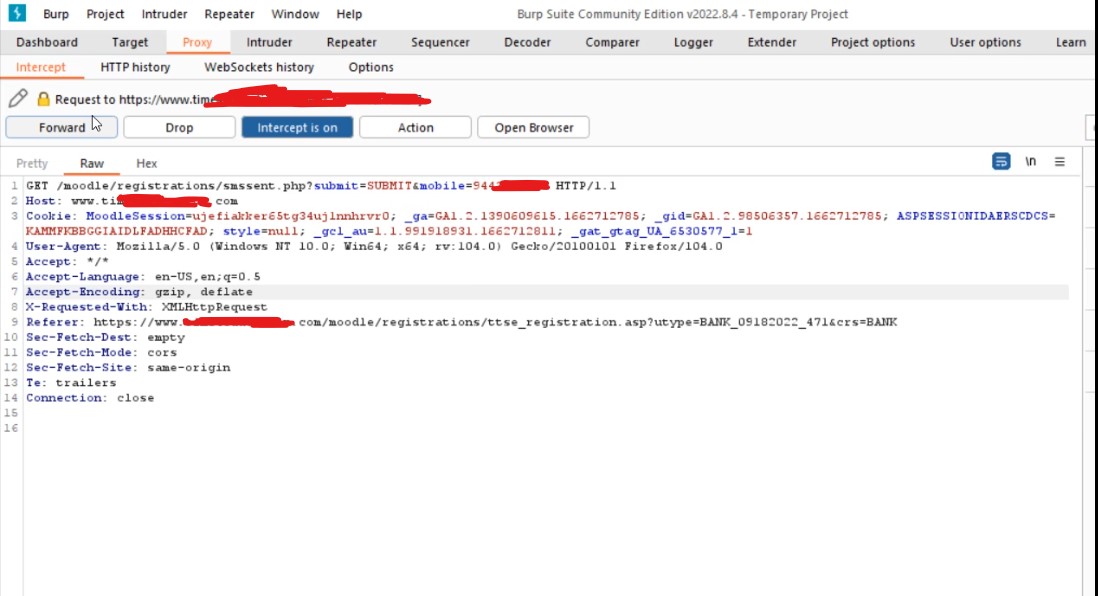 Burp Project Intruder Repeater Window Help Burp Suite Community Edition v2022.8.4 - Temporary Project
Dashboard Target Proxy Intruder Repeater Sequencer Decoder Comparer Logger Extender Project options User options Learn
Intercept HTTP history WebSockets history Options
Request to https://www.tim
Forward Drop Intercept is on Action Open Browser
Pretty Raw Hex \n
1 GET /moodle/registrations/smssent.php?submit=SUBMIT&mobile=944 HTTP/1.1
2 Host: www.ti .com
3 Cookie: MoodleSession=ujefiakker65tg34ujlnnhrvr0; _ga=GA1.2.1390609615.1662712785; _gid=GA1.2.98506357.1662712785; ASPSESSIONIDAERSCDCS=
KAMMFKBBGGIAIDLFADHHCFAD; style=null; _gcl_au=1.1.991918931.1662712811; _gat_gtag_UA_6530577_1=1
4 User-Agent: Mozilla/5.0 (Windows NT 10.0; Win64; x64; rv:104.0) Gecko/20100101 Firefox/104.0
5 Accept: */*
6 Accept-Language: en-US,en;q=0.5
7 Accept-Encoding: gzip, deflate
8 X-Requested-With: XMLHttpRequest
9 Referer: https://www. .com/moodle/registrations/ttse_registration.asp?utype=BANK_09182022_471&crs=BANK
10 Sec-Fetch-Dest: empty
11 Sec-Fetch-Mode: cors
12 Sec-Fetch-Site: same-origin
13 Te: trailers
14 Connection: close
15
16